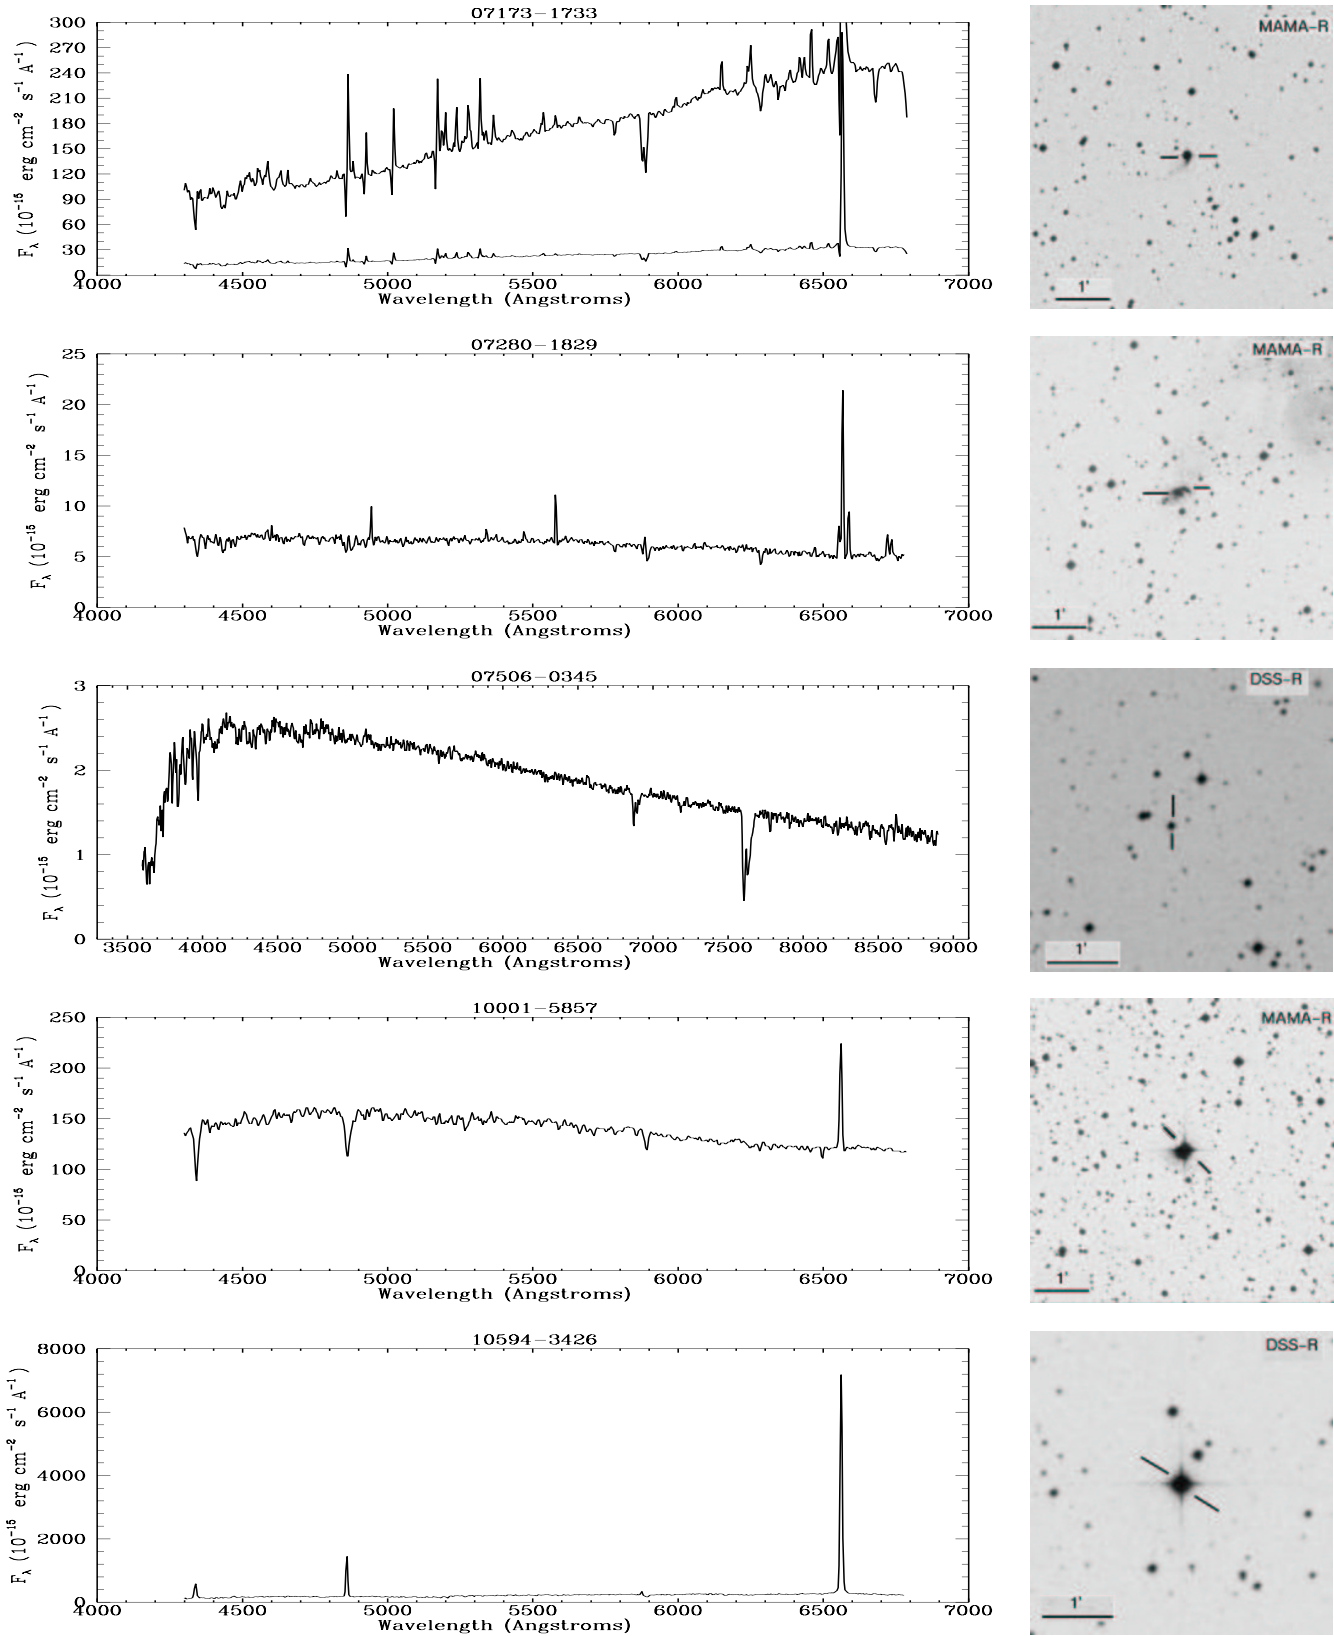 07173-1733
300
270
240
210
180
150
120
90
60
30
0
F_λ (10^-15 erg cm^-2 s^-1 A^-1)
4000 4500 5000 5500 6000 6500 7000
Wavelength (Angstroms)
MAMA-R
1'
07280-1829
25
20
15
10
5
0
F_λ (10^-15 erg cm^-2 s^-1 A^-1)
4000 4500 5000 5500 6000 6500 7000
Wavelength (Angstroms)
MAMA-R
1'
07506-0345
3
2
1
0
F_λ (10^-15 erg cm^-2 s^-1 A^-1)
3500 4000 4500 5000 5500 6000 6500 7000 7500 8000 8500 9000
Wavelength (Angstroms)
DSS-R
1'
10001-5857
250
200
150
100
50
0
F_λ (10^-15 erg cm^-2 s^-1 A^-1)
4000 4500 5000 5500 6000 6500 7000
Wavelength (Angstroms)
MAMA-R
1'
10594-3426
8000
6000
4000
2000
0
F_λ (10^-15 erg cm^-2 s^-1 A^-1)
4000 4500 5000 5500 6000 6500 7000
Wavelength (Angstroms)
DSS-R
1'